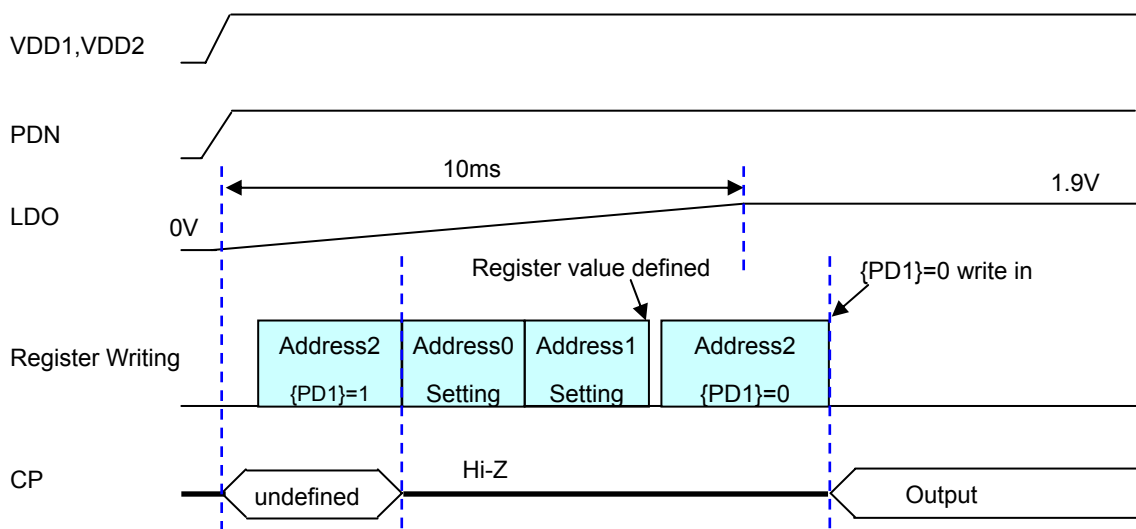 VDD1,VDD2
PDN
10ms
LDO
0V
1.9V
Register value defined
{PD1}=0 write in
Register Writing
Address2
{PD1}=1
Address0
Setting
Address1
Setting
Address2
{PD1}=0
CP
undefined
Hi-Z
Output